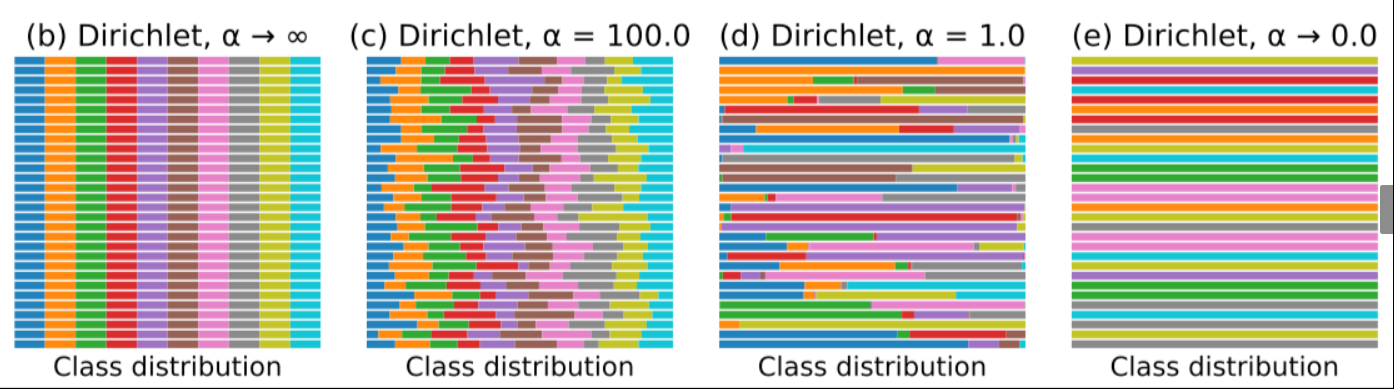 (b) Dirichlet, α → ∞
(c) Dirichlet, α = 100.0
(d) Dirichlet, α = 1.0
(e) Dirichlet, α → 0.0
Class distribution
Class distribution
Class distribution
Class distribution